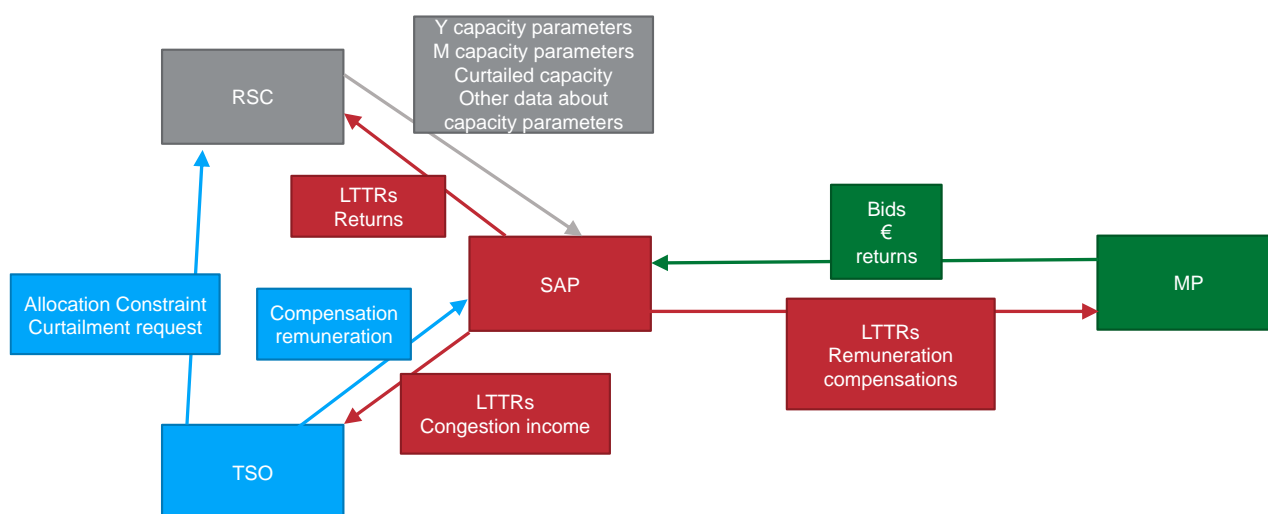 Y capacity parameters
M capacity parameters
Curtailed capacity
Other data about
capacity parameters
RSC
LTTRs
Returns
Bids
€
returns
SAP
MP
Allocation Constraint
Curtailment request
Compensation
remuneration
LTTRs
Remuneration
compensations
LTTRs
Congestion income
TSO